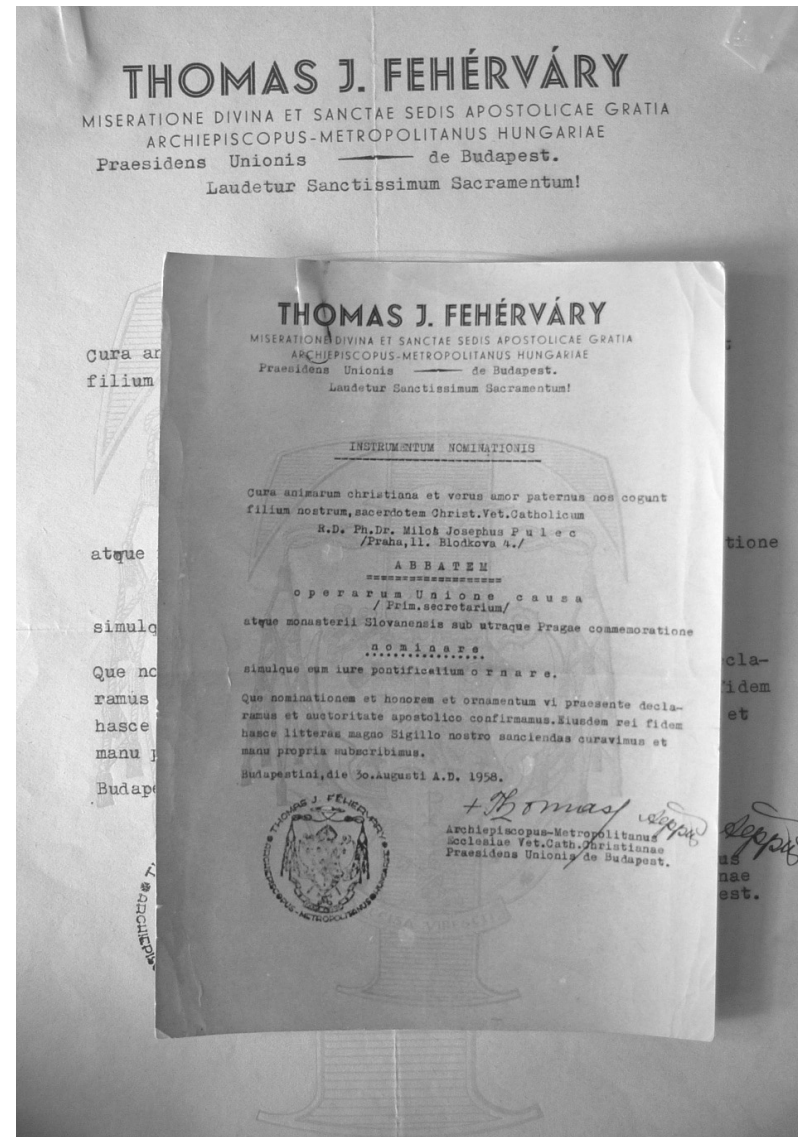 THOMAS J. FEHÉRVÁRY
MISERATIONE DIVINA ET SANCTAE SEDIS APOSTOLICAE GRATIA
ARCHIEPISCOPUS-METROPOLITANUS HUNGARIAE
Praesidens Unionis de Budapest.
Laudetur Sanctissimum Sacramentum!
Cura an
filium
atque
simulq
Que no
ramus
hasce
manu p
Budape
THOMAS J. FEHÉRVÁRY
MISERATIONE DIVINA ET SANCTAE SEDIS APOSTOLICAE GRATIA
ARCHIEPISCOPUS-METROPOLITANUS HUNGARIAE
Praesidens Unionis de Budapest.
Laudetur Sanctissimum Sacramentum!
INSTRUMENTUM NOMINATIONIS
Cura animarum christiana et verus amor paternus nos cogunt
filium nostrum, sacerdotem Christ.Vet.Catholicum
R.D. Ph.Dr. Miloš Josephus P u l e c
/Praha,11. Blodkova 4./
A B B A T E M
o p e r a r u m U n i o n e c a u s a
/ Prim.secretarium/
atque monasterii Slovanensis sub utraque Pragae commemoratione
n o m i n a r e
simulque eum iure pontificalium o r n a r e.
Que nominationem et honorem et ornamentum vi praesente decla-
ramus et auctoritate apostolico confirmamus.Eiusdem rei fidem
hasce litteras magno Sigillo nostro sanciendas curavimus et
manu propria subscribimus.
Budapestini,die 3o.Augusti A.D. 1958.
THOMAS J. FEHÉRVÁRY
ARCHIEPISCOPUS-METROPOLITANUS HUNGARIAE
+ Thomas
Archiepiscopus-Metropolitanus
Ecclesiae Vet.Cath.Christianae
Praesidens Unionis de Budapest.
tione
cla-
idem
et
us
nae
est.